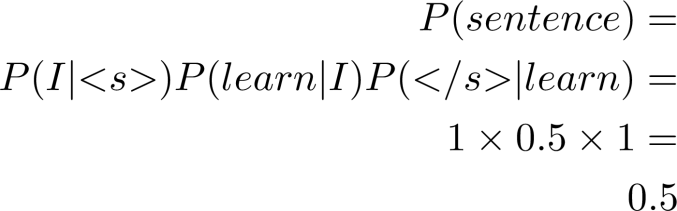 P(sentence) =
P(I|<s>)P(learn|I)P(</s>|learn) =
1 × 0.5 × 1 =
0.5